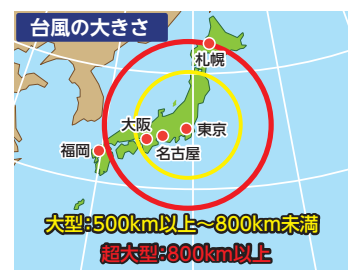 台風の大きさ
札幌
大阪
東京
福岡
名古屋
大型:500km以上～800km未満
超大型:800km以上